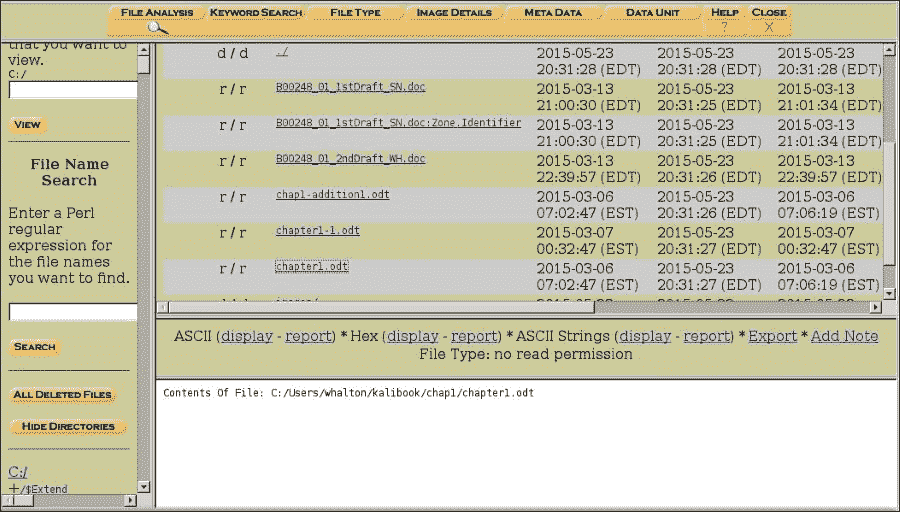 FILE ANALYSIS KEYWORD SEARCH FILE TYPE IMAGE DETAILS META DATA DATA UNIT HELP CLOSE
? X
that you want to
view.
C:/
VIEW
File Name
Search
Enter a Perl
regular
expression for
the file names
you want to find.
SEARCH
ALL DELETED FILES
HIDE DIRECTORIES
C:/
+/$Extend
d / d ../ 2015-05-23 2015-05-23 2015-05-23
20:31:28 (EDT) 20:31:28 (EDT) 20:31:28 (EDT)
r / r B00248_01_1stDraft_SN.doc 2015-03-13 2015-05-23 2015-03-13
21:00:30 (EDT) 20:31:25 (EDT) 21:01:34 (EDT)
r / r B00248_01_1stDraft_SN.doc:Zone.Identifier 2015-03-13 2015-05-23 2015-03-13
21:00:30 (EDT) 20:31:25 (EDT) 21:01:34 (EDT)
r / r B00248_01_2ndDraft_WH.doc 2015-03-13 2015-05-23 2015-03-13
22:39:57 (EDT) 20:31:26 (EDT) 22:39:57 (EDT)
r / r chap1-addition1.odt 2015-03-06 2015-05-23 2015-03-06
07:02:47 (EST) 20:31:26 (EDT) 07:06:19 (EST)
r / r chapter1-1.odt 2015-03-07 2015-05-23 2015-03-07
00:32:47 (EST) 20:31:27 (EDT) 00:32:47 (EST)
r / r chapter1.odt 2015-03-06 2015-05-23 2015-03-06
07:02:47 (EST) 20:31:27 (EDT) 07:06:19 (EST)
ASCII (display - report) * Hex (display - report) * ASCII Strings (display - report) * Export * Add Note
File Type: no read permission
Contents Of File: C:/Users/whalton/kalibook/chap1/chapter1.odt